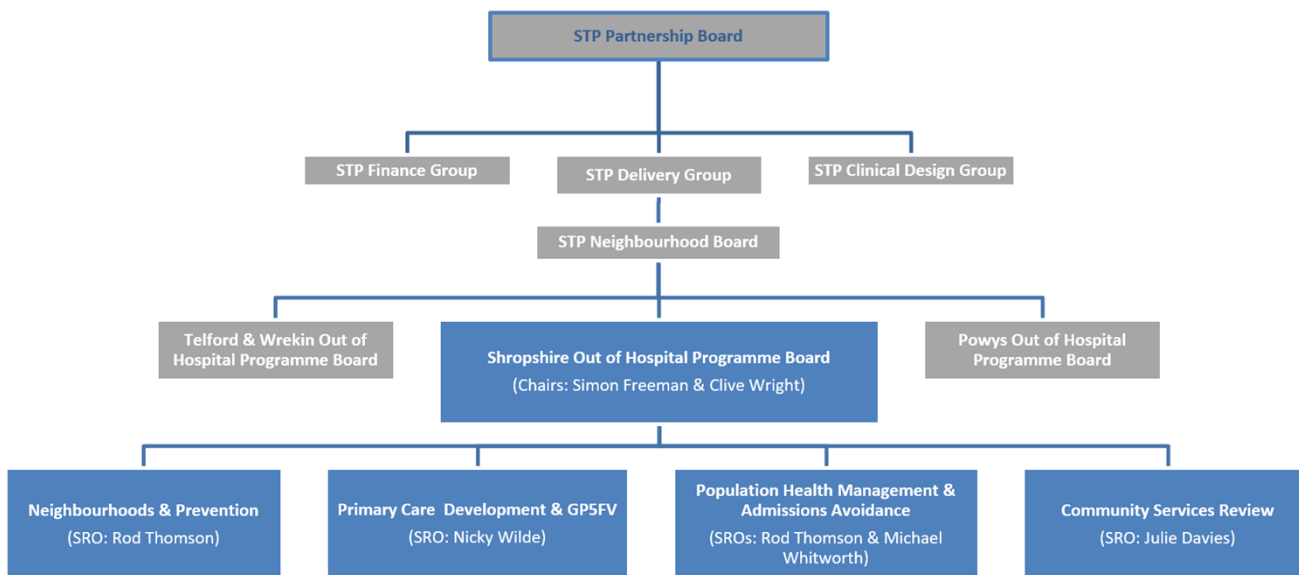 STP Partnership Board
STP Finance Group
STP Delivery Group
STP Clinical Design Group
STP Neighbourhood Board
Telford & Wrekin Out of
Hospital Programme Board
Shropshire Out of Hospital Programme Board
(Chairs: Simon Freeman & Clive Wright)
Powys Out of Hospital
Programme Board
Neighbourhoods & Prevention
(SRO: Rod Thomson)
Primary Care Development & GP5FV
(SRO: Nicky Wilde)
Population Health Management &
Admissions Avoidance
(SROs: Rod Thomson & Michael
Whitworth)
Community Services Review
(SRO: Julie Davies)